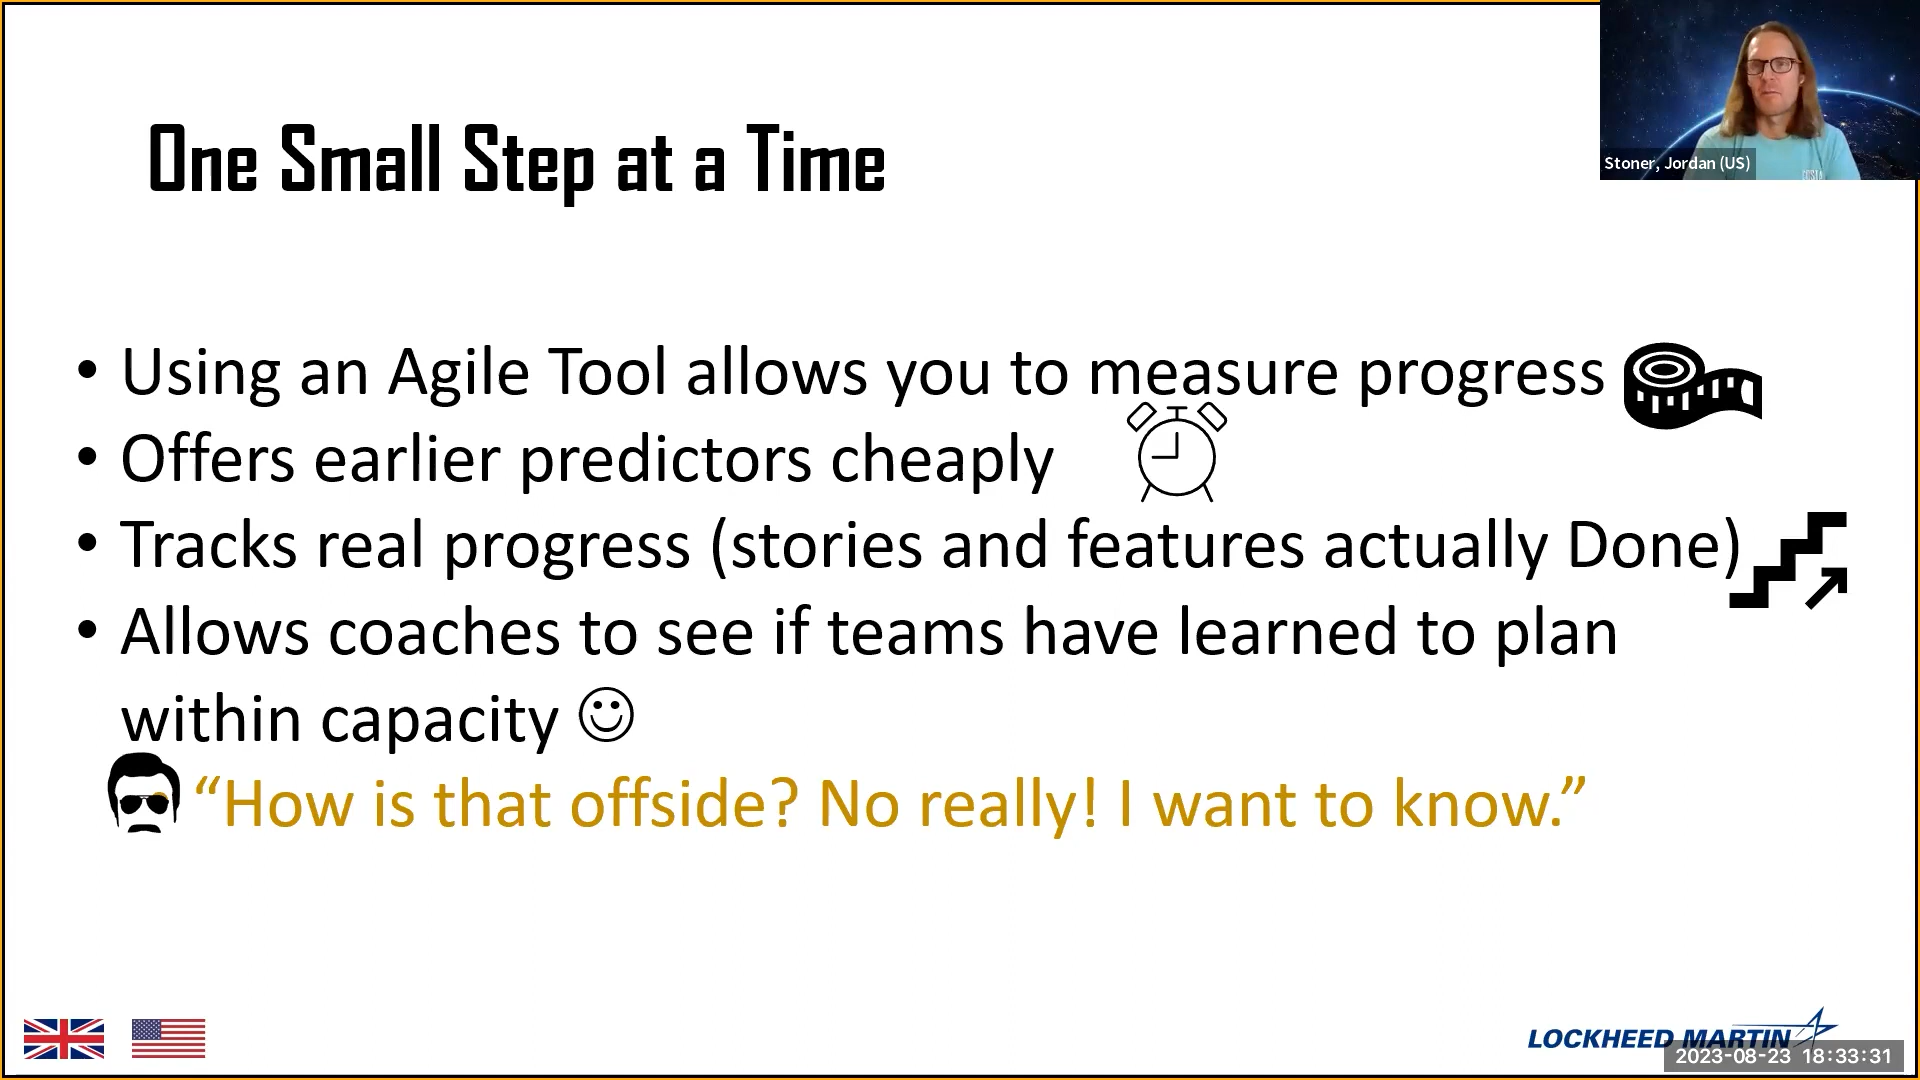 One Small Step at a Time
Stoner, Jordan (US)
• Using an Agile Tool allows you to measure progress
• Offers earlier predictors cheaply
• Tracks real progress (stories and features actually Done)
• Allows coaches to see if teams have learned to plan
within capacity
“How is that offside? No really! I want to know.”
LOCKHEED MARTIN
2023-08-23 18:33:31